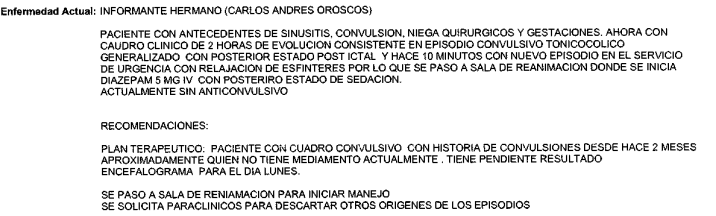 Enfermedad Actual: INFORMANTE HERMANO (CARLOS ANDRES OROSCOS)
PACIENTE CON ANTECEDENTES DE SINUSITIS, CONVULSION, NIEGA QUIRURGICOS Y GESTACIONES. AHORA CON
CAUDRO CLINICO DE 2 HORAS DE EVOLUCION CONSISTENTE EN EPISODIO CONVULSIVO TONICOCOLICO
GENERALIZADO CON POSTERIOR ESTADO POST ICTAL Y HACE 10 MINUTOS CON NUEVO EPISODIO EN EL SERVICIO
DE URGENCIA CON RELAJACION DE ESFINTERES POR LO QUE SE PASO A SALA DE REANIMACION DONDE SE INICIA
DIAZEPAM 5 MG IV CON POSTERIRO ESTADO DE SEDACION.
ACTUALMENTE SIN ANTICONVULSIVO
RECOMENDACIONES:
PLAN TERAPEUTICO: PACIENTE CON CUADRO CONVULSIVO CON HISTORIA DE CONVULSIONES DESDE HACE 2 MESES
APROXIMADAMENTE QUIEN NO TIENE MEDIAMENTO ACTUALMENTE . TIENE PENDIENTE RESULTADO
ENCEFALOGRAMA PARA EL DIA LUNES.
SE PASO A SALA DE RENIAMACION PARA INICIAR MANEJO
SE SOLICITA PARACLINICOS PARA DESCARTAR OTROS ORIGENES DE LOS EPISODIOS